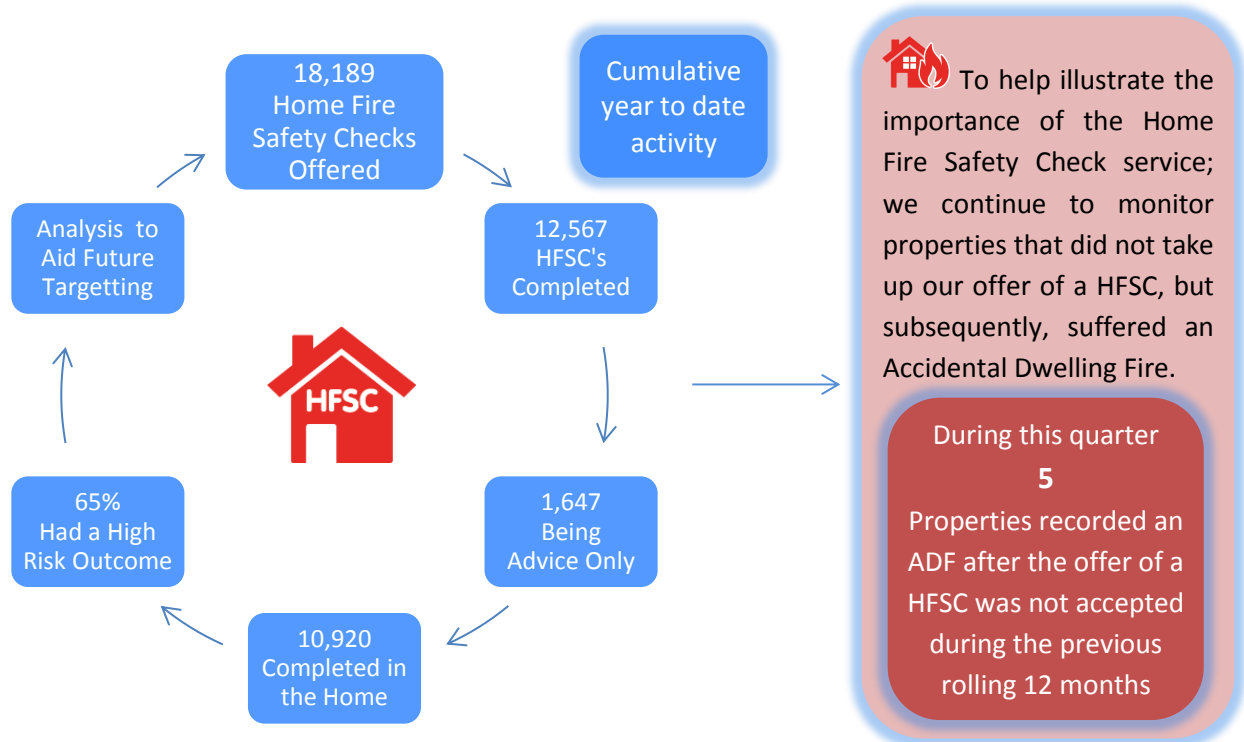 18,189
Home Fire
Safety Checks
Offered
Cumulative
year to date
activity
12,567
HFSC's
Completed
1,647
Being
Advice Only
10,920
Completed in
the Home
65%
Had a High
Risk Outcome
Analysis to
Aid Future
Targetting
HFSC
To help illustrate the
importance of the Home
Fire Safety Check service;
we continue to monitor
properties that did not take
up our offer of a HFSC, but
subsequently, suffered an
Accidental Dwelling Fire.
During this quarter
5
Properties recorded an
ADF after the offer of a
HFSC was not accepted
during the previous
rolling 12 months